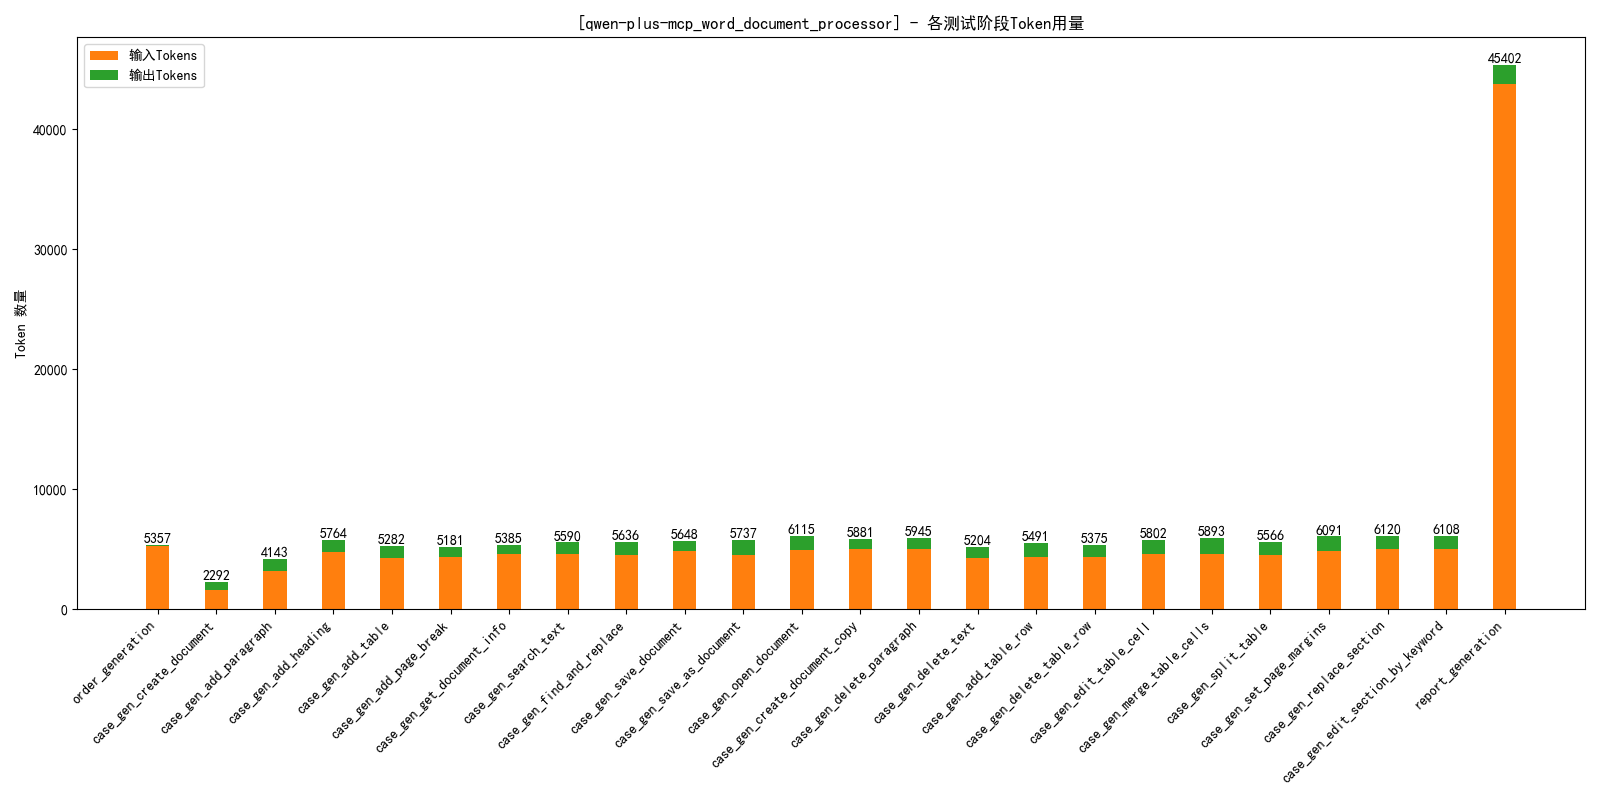 [qwen-plus-mcp_word_document_processor] - 各测试阶段Token用量
输入Tokens
输出Tokens
Token 数量
40000
30000
20000
10000
0
5357
2292
4143
5764
5282
5181
5385
5590
5636
5648
5737
6115
5881
5945
5204
5491
5375
5802
5893
5566
6091
6120
6108
45402
order_generation
case_gen_create_document
case_gen_add_paragraph
case_gen_add_heading
case_gen_add_table
case_gen_add_page_break
case_gen_get_document_info
case_gen_search_text
case_gen_find_and_replace
case_gen_save_document
case_gen_save_as_document
case_gen_open_document
case_gen_create_document_copy
case_gen_delete_paragraph
case_gen_delete_text
case_gen_add_table_row
case_gen_delete_table_row
case_gen_edit_table_cell
case_gen_merge_table_cells
case_gen_split_table
case_gen_set_page_margins
case_gen_replace_section
case_gen_edit_section_by_keyword
report_generation